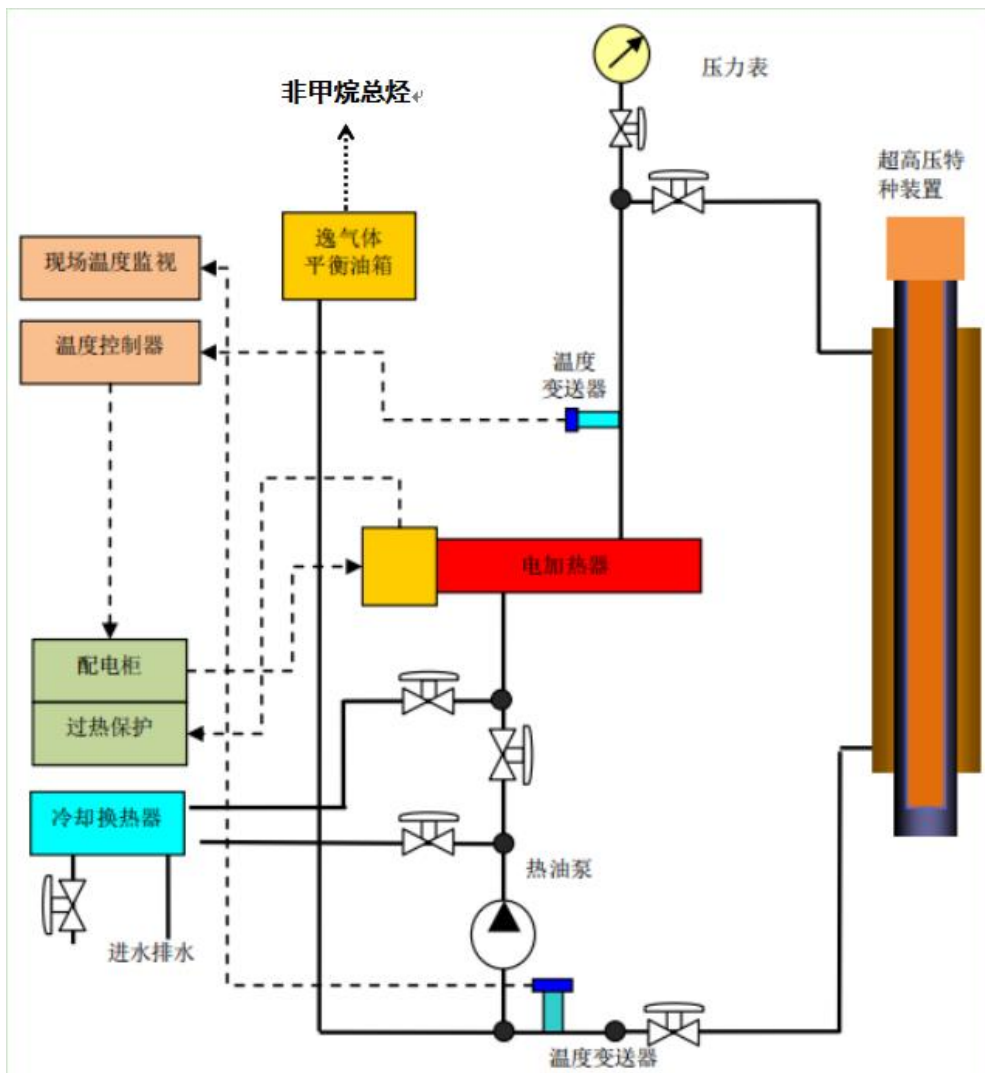 压力表
非甲烷总烃
超高压特
种装置
逸气体
平衡油箱
现场温度监视
温度控制器
温度
变送器
电加热器
配电柜
过热保护
冷却换热器
热油泵
进水排水
温度变送器